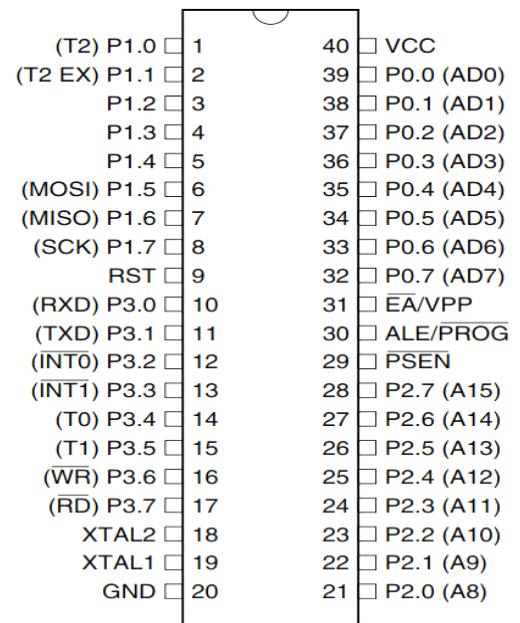 (T2) P1.0 1 40 VCC
(T2 EX) P1.1 2 39 P0.0 (AD0)
P1.2 3 38 P0.1 (AD1)
P1.3 4 37 P0.2 (AD2)
P1.4 5 36 P0.3 (AD3)
(MOSI) P1.5 6 35 P0.4 (AD4)
(MISO) P1.6 7 34 P0.5 (AD5)
(SCK) P1.7 8 33 P0.6 (AD6)
RST 9 32 P0.7 (AD7)
(RXD) P3.0 10 31 E̅A̅/VPP
(TXD) P3.1 11 30 ALE/P̅R̅O̅G̅
(I̅N̅T̅0̅) P3.2 12 29 P̅S̅E̅N̅
(I̅N̅T̅1̅) P3.3 13 28 P2.7 (A15)
(T0) P3.4 14 27 P2.6 (A14)
(T1) P3.5 15 26 P2.5 (A13)
(W̅R̅) P3.6 16 25 P2.4 (A12)
(R̅D̅) P3.7 17 24 P2.3 (A11)
XTAL2 18 23 P2.2 (A10)
XTAL1 19 22 P2.1 (A9)
GND 20 21 P2.0 (A8)